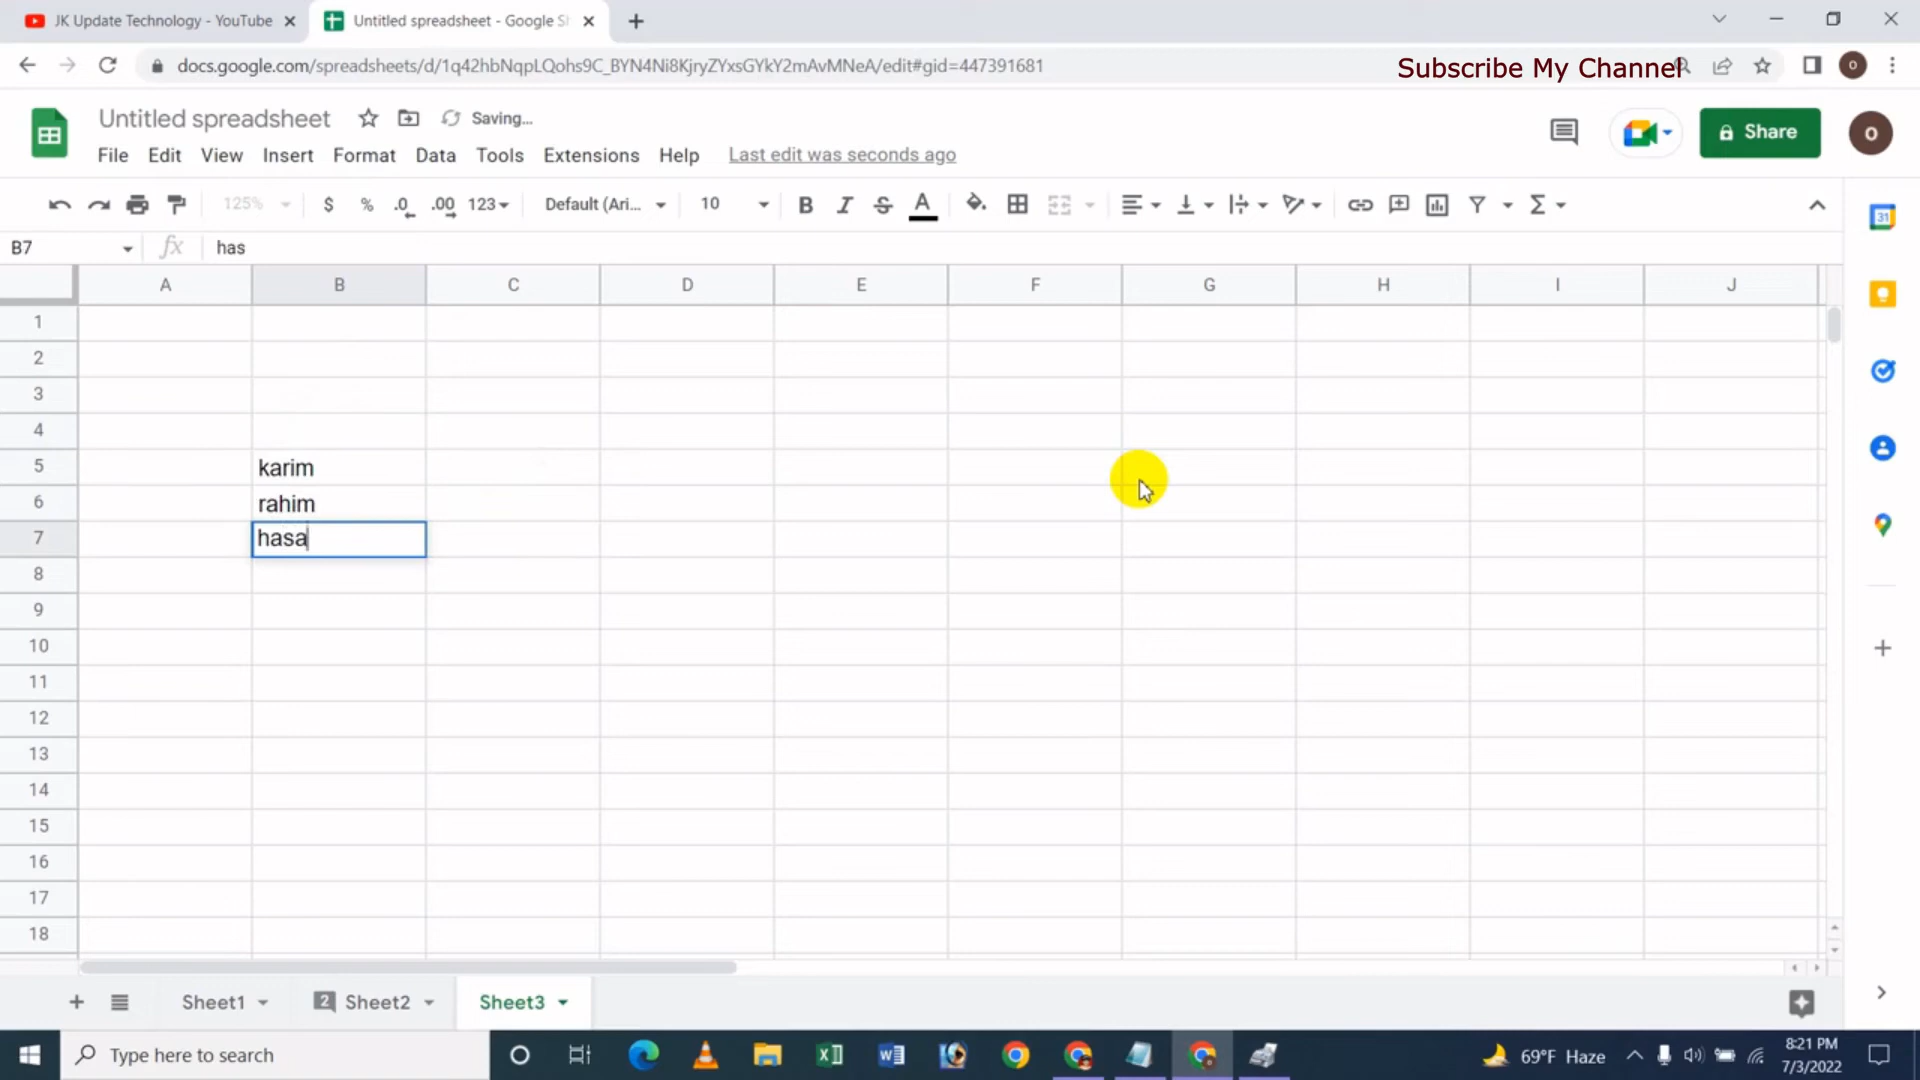 JK Update Technology - YouTube
Untitled spreadsheet - Google Sh
docs.google.com/spreadsheets/d/1q42hbNqpLQohs9C_BYN4Ni8KjryZYxsGYkY2mAvMNeA/edit#gid=447391681
Subscribe My Channel
O
Untitled spreadsheet
Saving...
Share
O
File Edit View Insert Format Data Tools Extensions Help Last edit was seconds ago
125% $ % .0 .00 123 Default (Ari... 10 B I S A Σ
31
B7 fx has
A B C D E F G H I J
1
2
3
4
5 karim
6 rahim
7 hasa
8
9
10
11
12
13
14
15
16
17
18
Sheet1 2 Sheet2 Sheet3
Type here to search
69°F Haze
8:21 PM
7/3/2022